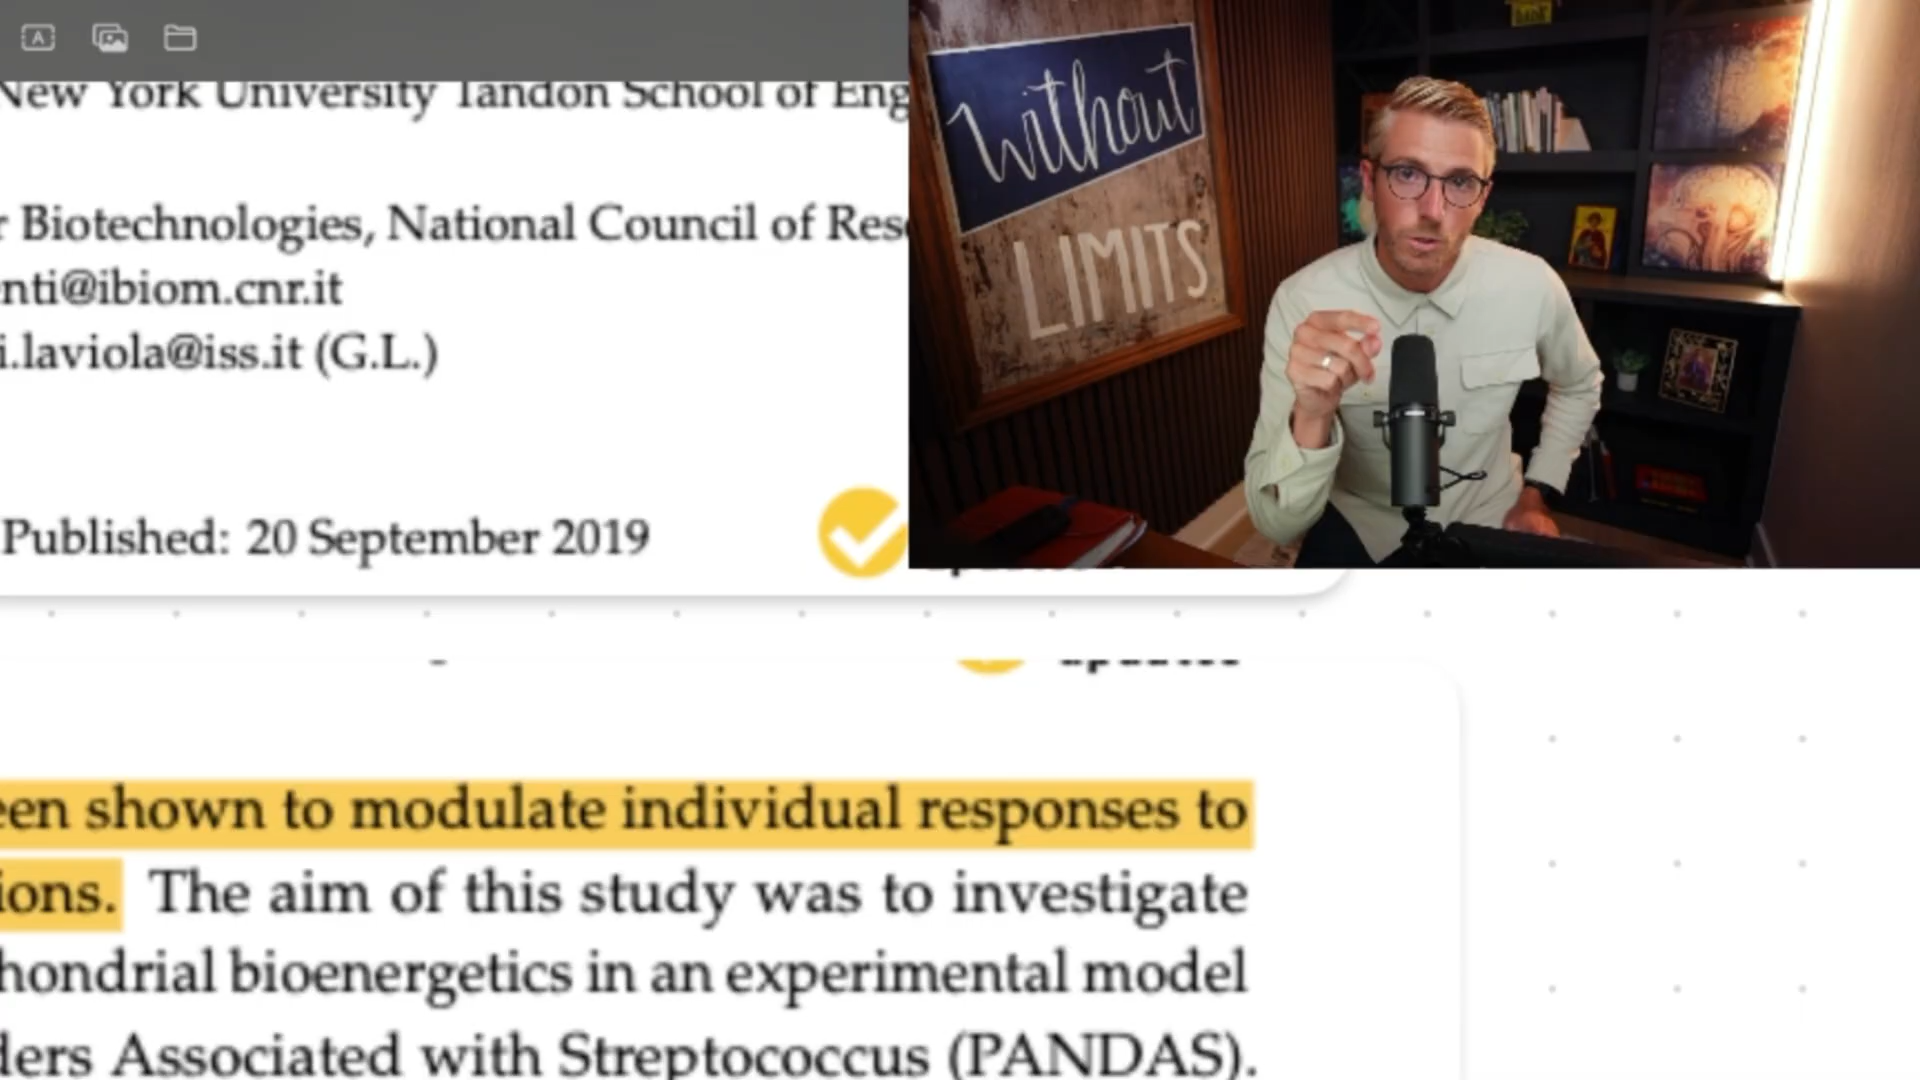 New York University Tandon School of Eng
r Biotechnologies, National Council of Rese
nti@ibiom.cnr.it
i.laviola@iss.it (G.L.)
Published: 20 September 2019
without
LIMITS
updates
een shown to modulate individual responses to
ions. The aim of this study was to investigate
hondrial bioenergetics in an experimental model
ders Associated with Streptococcus (PANDAS).